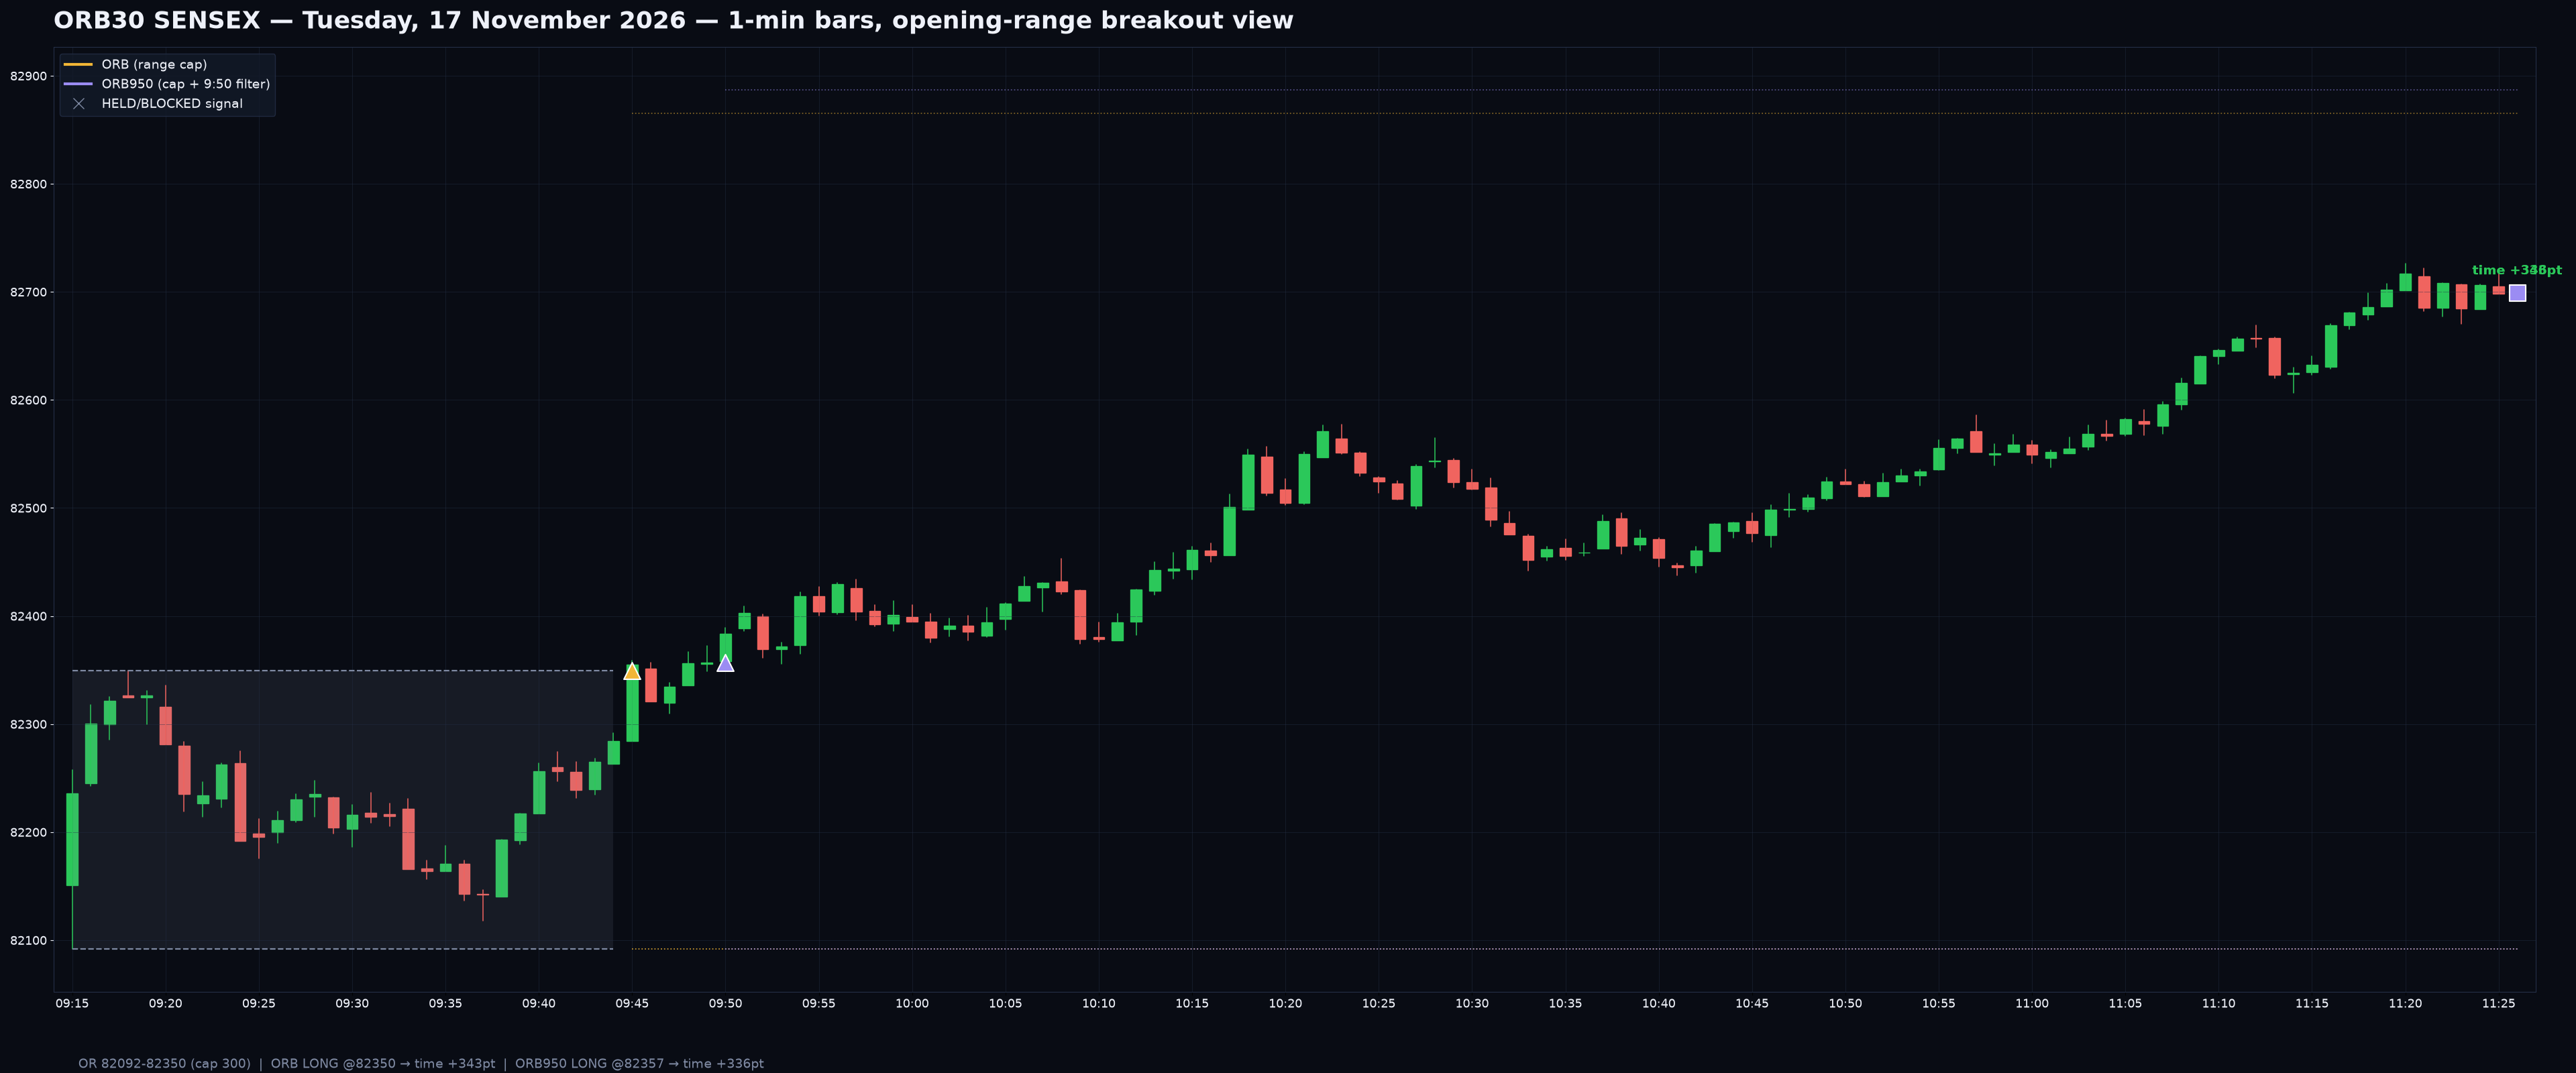 ORB30 SENSEX — Tuesday, 17 November 2026 — 1-min bars, opening-range breakout view
ORB (range cap)
ORB950 (cap + 9:50 filter)
HELD/BLOCKED signal
82900
82800
82700
82600
82500
82400
82300
82200
82100
time
09:15 09:20 09:25 09:30 09:35 09:40 09:45 09:50 09:55 10:00 10:05 10:10 10:15 10:20 10:25 10:30 10:35 10:40 10:45 10:50 10:55 11:00 11:05 11:10 11:15 11:20 11:25
OR 82092-82350 (cap 300) | ORB LONG @82350 → time +343pt | ORB950 LONG @82357 → time +336pt